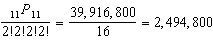 ₁₁P₁₁ / 2!2!2!2! = 39,916,800 / 16 = 2,494,800